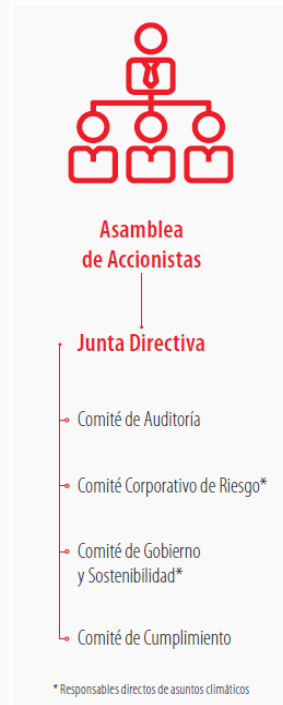 Asamblea
de Accionistas
Junta Directiva
Comité de Auditoría
Comité Corporativo de Riesgo*
Comité de Gobierno
y Sostenibilidad*
Comité de Cumplimiento
* Responsables directos de asuntos climáticos